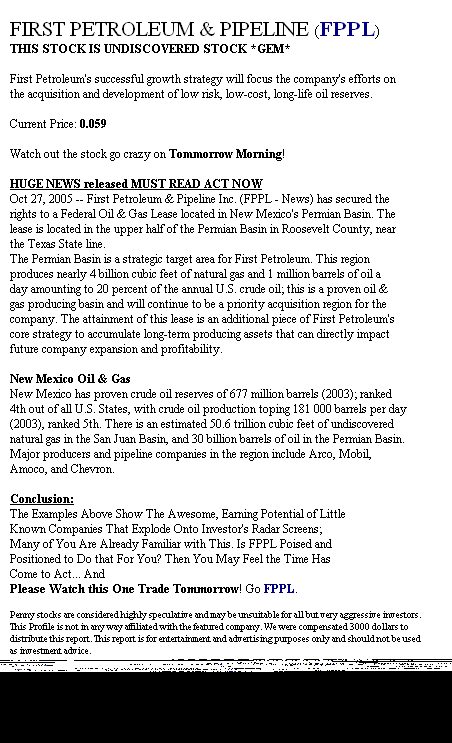 FIRST PETROLEUM & PIPELINE (FPPL)
THIS STOCK IS UNDISCOVERED STOCK *GEM*
First Petroleum's successful growth strategy will focus the company's efforts on
the acquisition and development of low risk, low-cost, long-life oil reserves.
Current Price: 0.059
Watch out the stock go crazy on Tommorrow Morning!
HUGE NEWS released MUST READ ACT NOW
Oct 27, 2005 -- First Petroleum & Pipeline Inc. (FPPL - News) has secured the
rights to a Federal Oil & Gas Lease located in New Mexico's Permian Basin. The
lease is located in the upper half of the Permian Basin in Roosevelt County, near
the Texas State line.
The Permian Basin is a strategic target area for First Petroleum. This region
produces nearly 4 billion cubic feet of natural gas and 1 million barrels of oil a
day amounting to 20 percent of the annual U.S. crude oil; this is a proven oil &
gas producing basin and will continue to be a priority acquisition region for the
company. The attainment of this lease is an additional piece of First Petroleum's
core strategy to accumulate long-term producing assets that can directly impact
future company expansion and profitability.
New Mexico Oil & Gas
New Mexico has proven crude oil reserves of 677 million barrels (2003); ranked
4th out of all U.S. States, with crude oil production toping 181 000 barrels per day
(2003), ranked 5th. There is an estimated 50.6 trillion cubic feet of undiscovered
natural gas in the San Juan Basin, and 30 billion barrels of oil in the Permian Basin.
Major producers and pipeline companies in the region include Arco, Mobil,
Amoco, and Chevron.
Conclusion:
The Examples Above Show The Awesome, Earning Potential of Little
Known Companies That Explode Onto Investor's Radar Screens;
Many of You Are Already Familiar with This. Is FPPL Poised and
Positioned to Do that For You? Then You May Feel the Time Has
Come to Act... And
Please Watch this One Trade Tommorrow! Go FPPL.
Penny stocks are considered highly speculative and may be unsuitable for all but very aggressive investors.
This Profile is not in any way affiliated with the featured company. We were compensated 3000 dollars to
distribute this report. This report is for entertainment and advertising purposes only and should not be used
as investment advice.